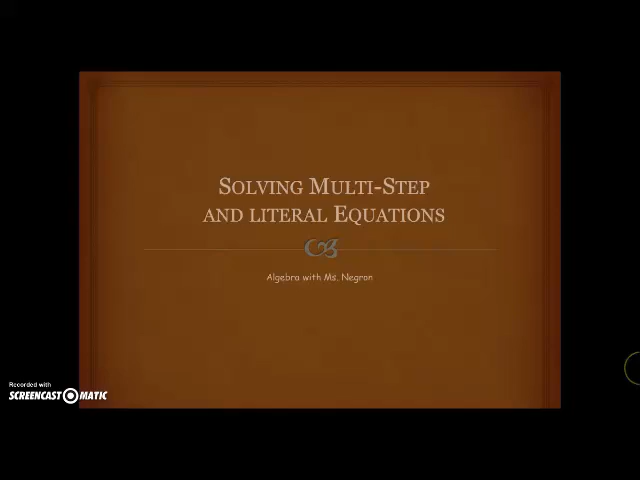 Solving Multi-Step
and literal Equations
Algebra with Ms. Negron
Recorded with
SCREENCAST MATIC